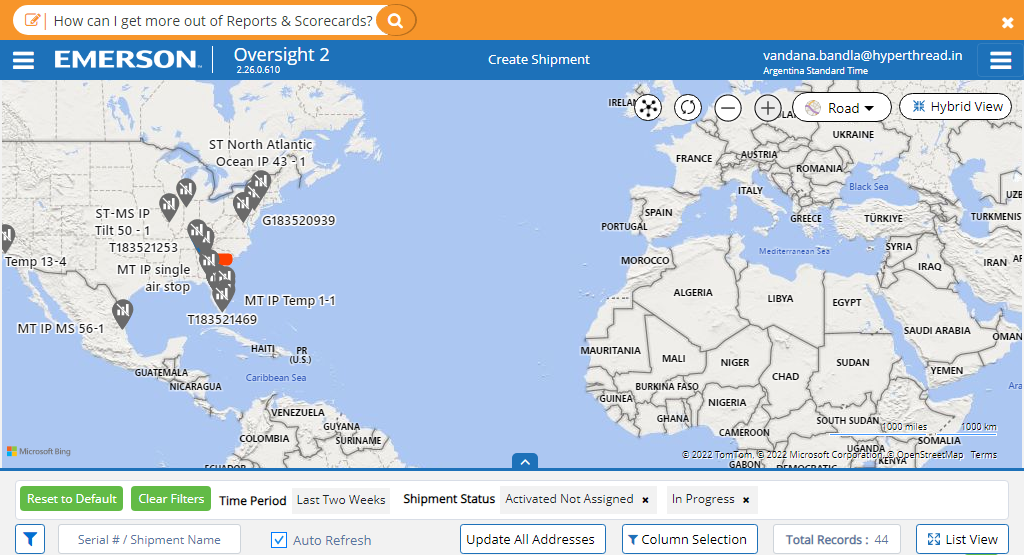 How can I get more out of Reports & Scorecards?
EMERSON
Oversight 2
2.26.0.610
Create Shipment
vandana.bandla@hyperthread.in
Argentina Standard Time
Road
Hybrid View
ST North Atlantic
Ocean IP 43 - 1
ST-MS IP
Tilt 50 - 1
T183521253
G183520939
Temp 13-4
MT IP single
air stop
MT IP Temp 1-1
T183521469
MT IP MS 56-1
UKRAINE
FRANCE
AUSTRIA
ROMANIA
ITALY
Black Sea
SPAIN
PORTUGAL
GREECE
TÜRKIYE
TURKMENIS
UZBE
Mediterranean Sea
SYRIA
MOROCCO
IRAQ
IRAN
AF
ALGERIA
LIBYA
EGYPT
SAUDI ARABIA
OMAN
MAURITANIA
MALI
NIGER
CHAD
SUDAN
YEMEN
Ara
BURKINA FASO
GUINEA
NIGERIA
GHANA
CAMEROON
SOUTH SUDAN
SOMALIA
UGANDA
KENYA
GABON
HAITI
PR
(U.S.)
GUATEMALA
NICARAGUA
Caribbean Sea
VENEZUELA
GUYANA
COLOMBIA
SURINAME
1000 miles
1000 km
Microsoft Bing
© 2022 TomTom, © 2022 Microsoft Corporation, © OpenStreetMap Terms
Reset to Default
Clear Filters
Time Period
Last Two Weeks
Shipment Status
Activated Not Assigned ×
In Progress ×
Serial # / Shipment Name
Auto Refresh
Update All Addresses
Column Selection
Total Records : 44
List View